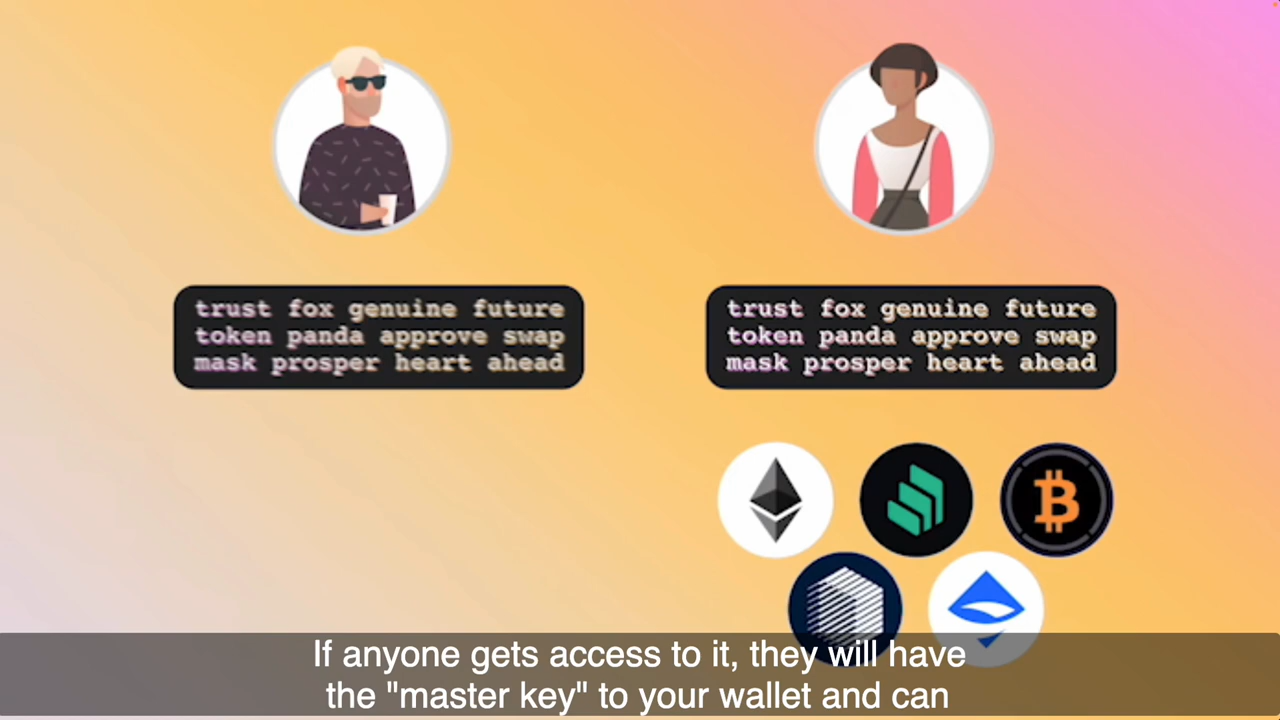 trust fox genuine future
token panda approve swap
mask prosper heart ahead
trust fox genuine future
token panda approve swap
mask prosper heart ahead
If anyone gets access to it, they will have
the "master key" to your wallet and can